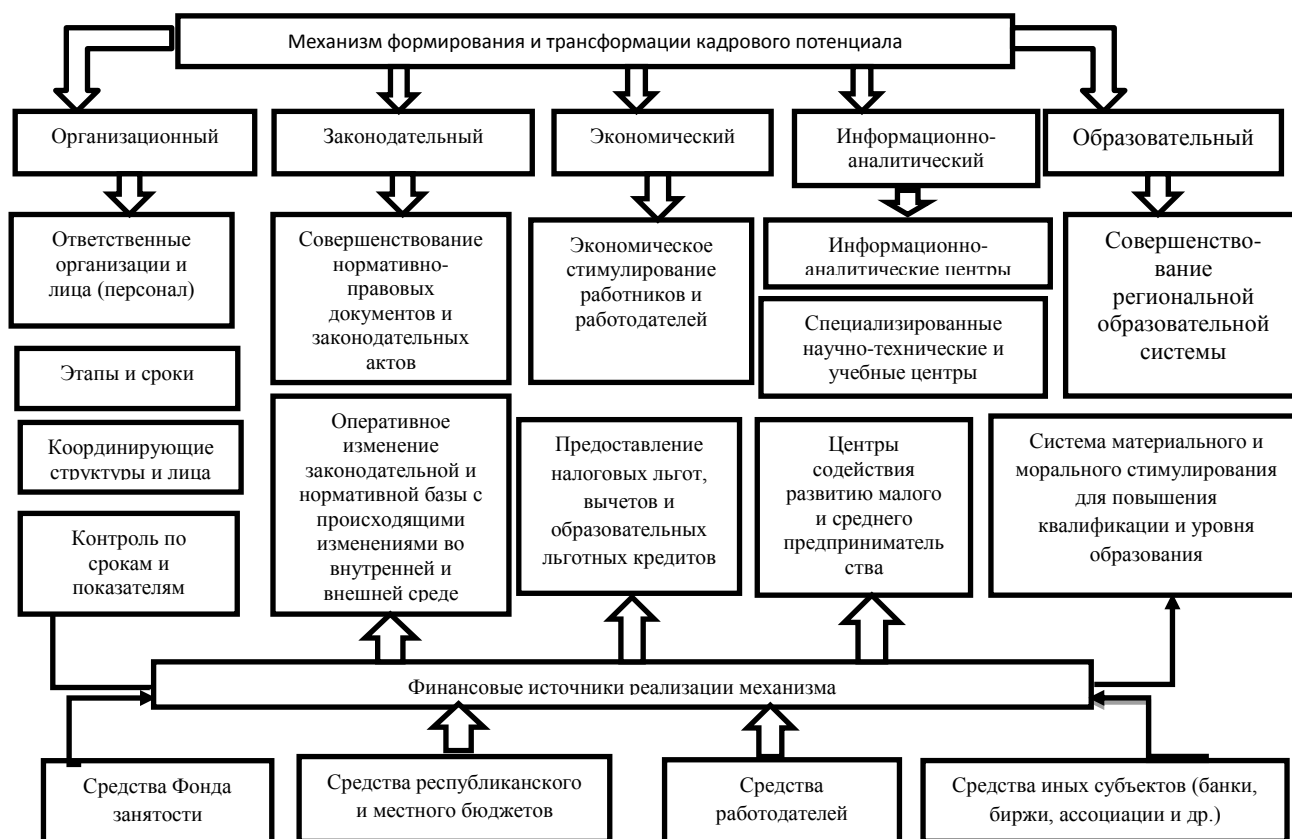 Механизм формирования и трансформации кадрового потенциала
Организационный
Законодательный
Экономический
Информационно-
аналитический
Образовательный
Ответственные
организации и
лица (персонал)
Совершенствование
нормативно-
правовых
документов и
законодательных
актов
Экономическое
стимулирование
работников и
работодателей
Информационно-
аналитические центры
Специализированные
научно-технические и
учебные центры
Совершенство-
вание
региональной
образовательной
системы
Этапы и сроки
Координирующие
структуры и лица
Контроль по
срокам и
показателям
Оперативное
изменение
законодательной и
нормативной базы с
происходящими
изменениями во
внутренней и
внешней среде
Предоставление
налоговых льгот,
вычетов и
образовательных
льготных кредитов
Центры
содействия
развитию малого
и среднего
предприниматель
ства
Система материального и
морального стимулирования
для повышения
квалификации и уровня
образования
Финансовые источники реализации механизма
Средства Фонда
занятости
Средства республиканского
и местного бюджетов
Средства
работодателей
Средства иных субъектов (банки,
биржи, ассоциации и др.)